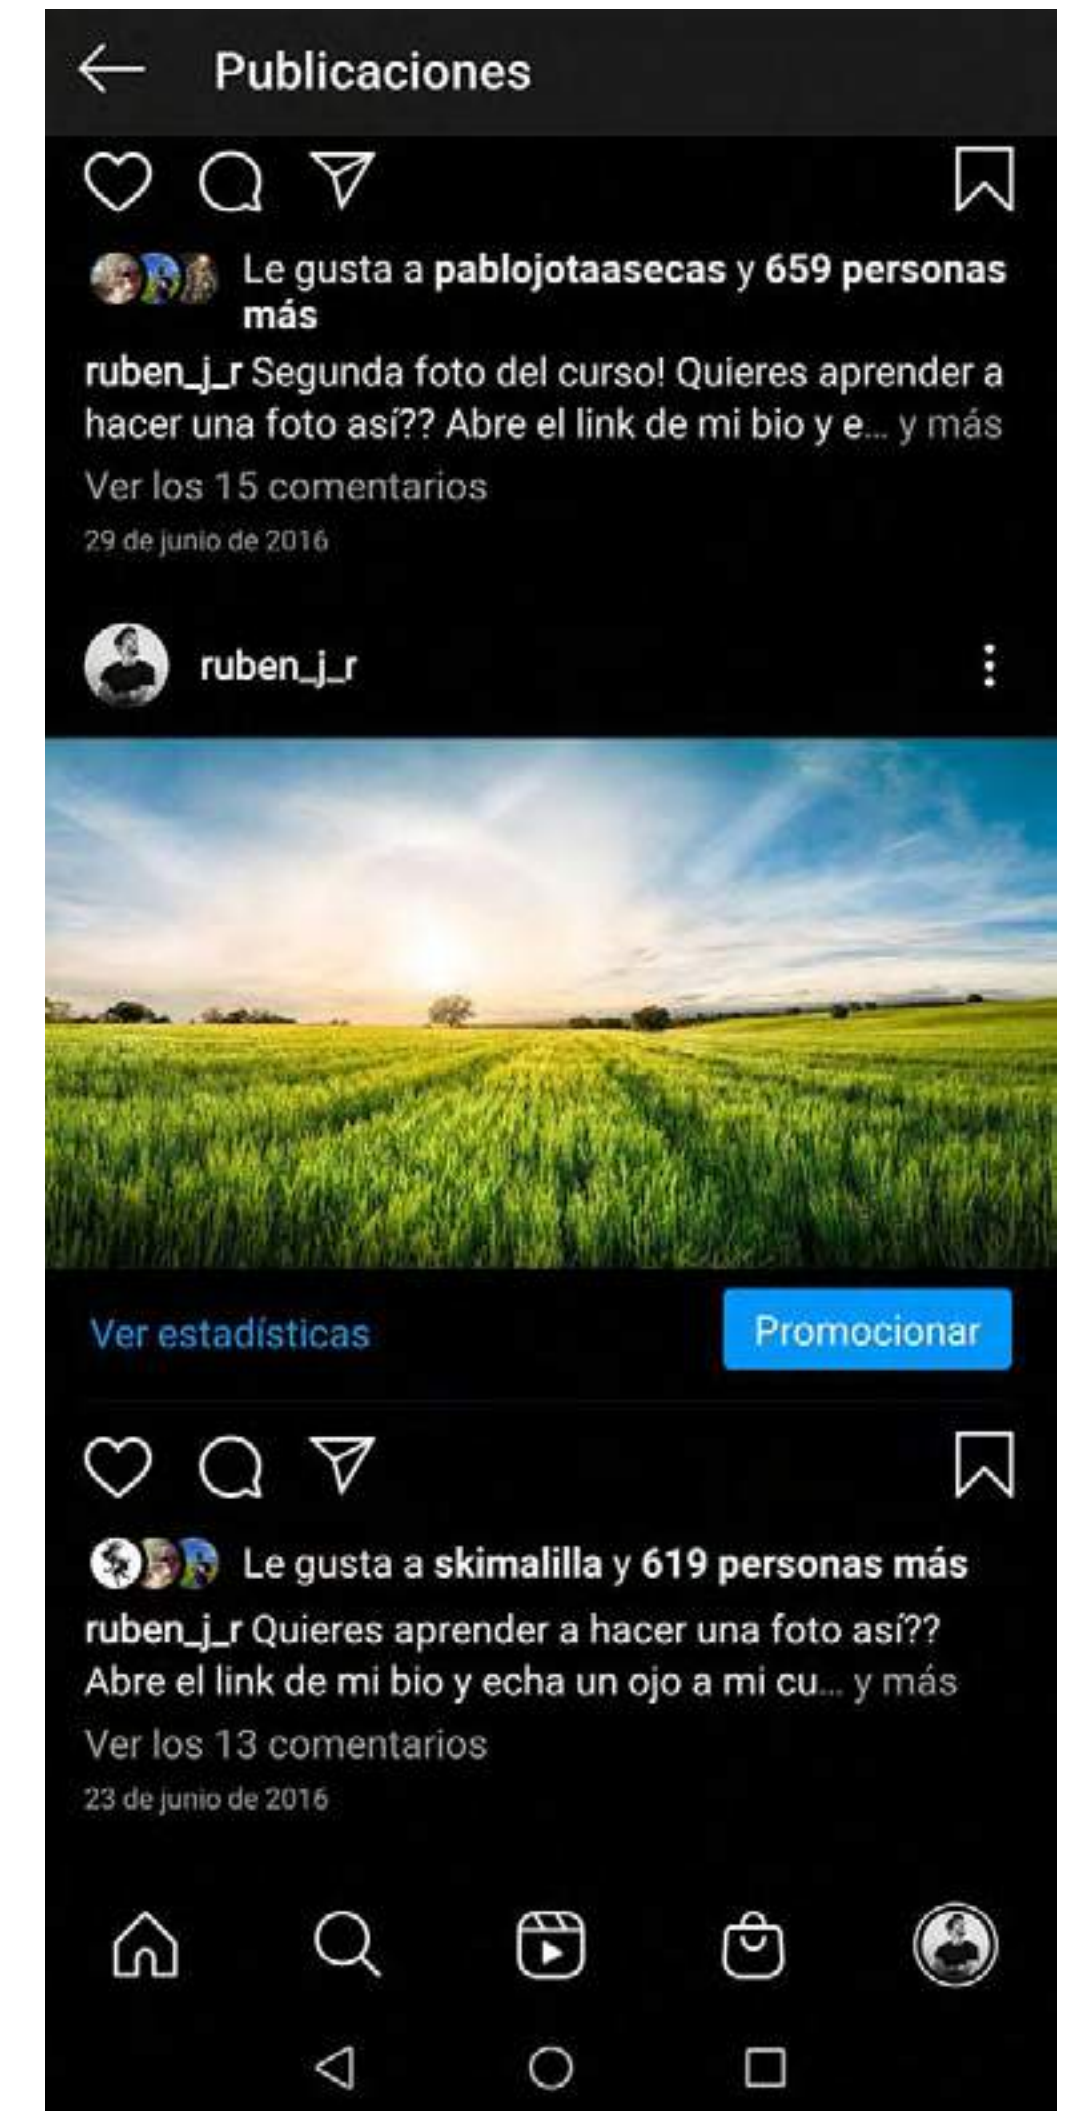 Publicaciones
Le gusta a pablojotaasecas y 659 personas
más
ruben_j_r Segunda foto del curso! Quieres aprender a
hacer una foto así?? Abre el link de mi bio y e... y más
Ver los 15 comentarios
29 de junio de 2016
ruben_j_r
Ver estadísticas
Promocionar
Le gusta a skimalilla y 619 personas más
ruben_j_r Quieres aprender a hacer una foto así??
Abre el link de mi bio y echa un ojo a mi cu... y más
Ver los 13 comentarios
23 de junio de 2016